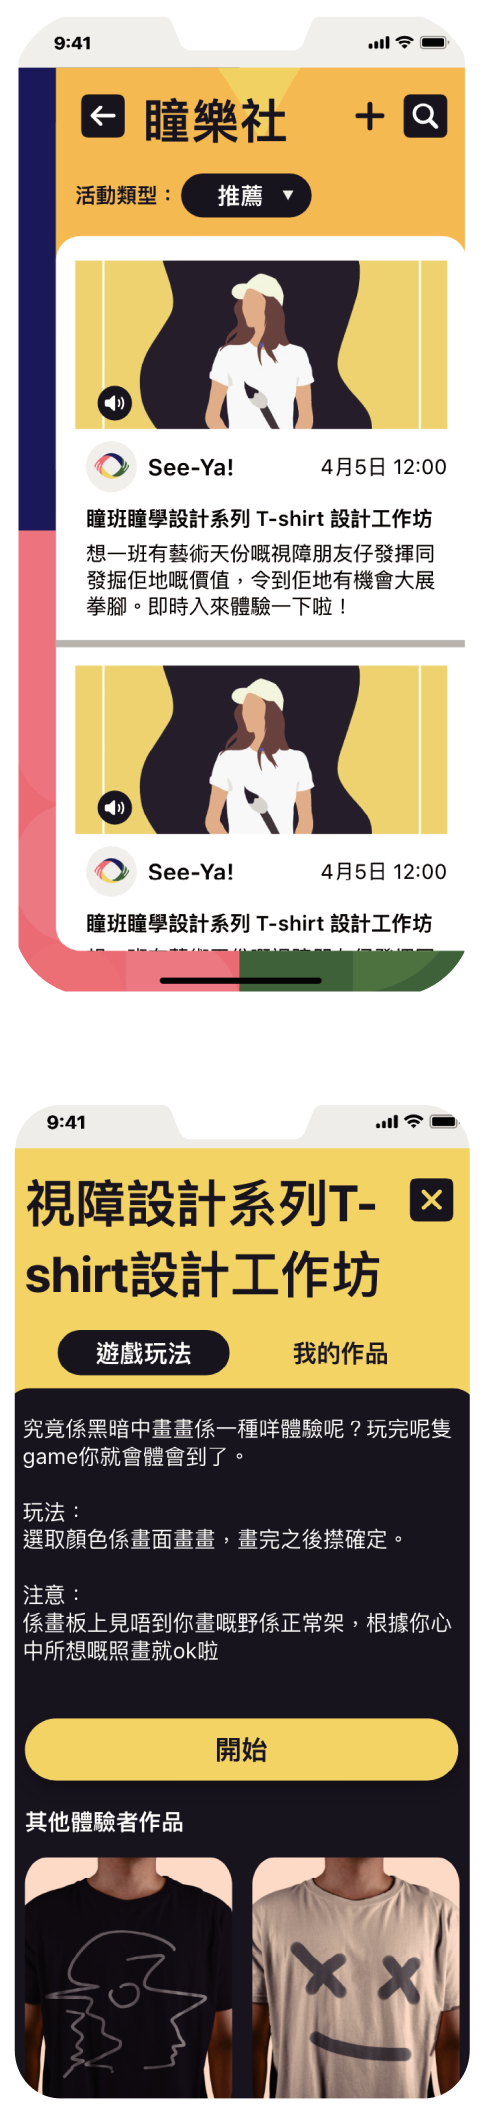 9:41
瞳樂社
活動類型：
推薦
See-Ya!
4月5日 12:00
瞳班瞳學設計系列 T-shirt 設計工作坊
想一班有藝術天份嘅視障朋友仔發揮同
發掘佢地嘅價值，令到佢地有機會大展
拳腳。即時入來體驗一下啦！
See-Ya!
4月5日 12:00
瞳班瞳學設計系列 T-shirt 設計工作坊
9:41
視障設計系列T-
shirt設計工作坊
遊戲玩法
我的作品
究竟係黑暗中畫畫係一種咩體驗呢？玩完呢隻
game你就會體會到了。
玩法：
選取顏色係畫面畫畫，畫完之後㩒確定。
注意：
係畫板上見唔到你畫嘅野係正常架，根據你心
中所想嘅照畫就ok啦
開始
其他體驗者作品